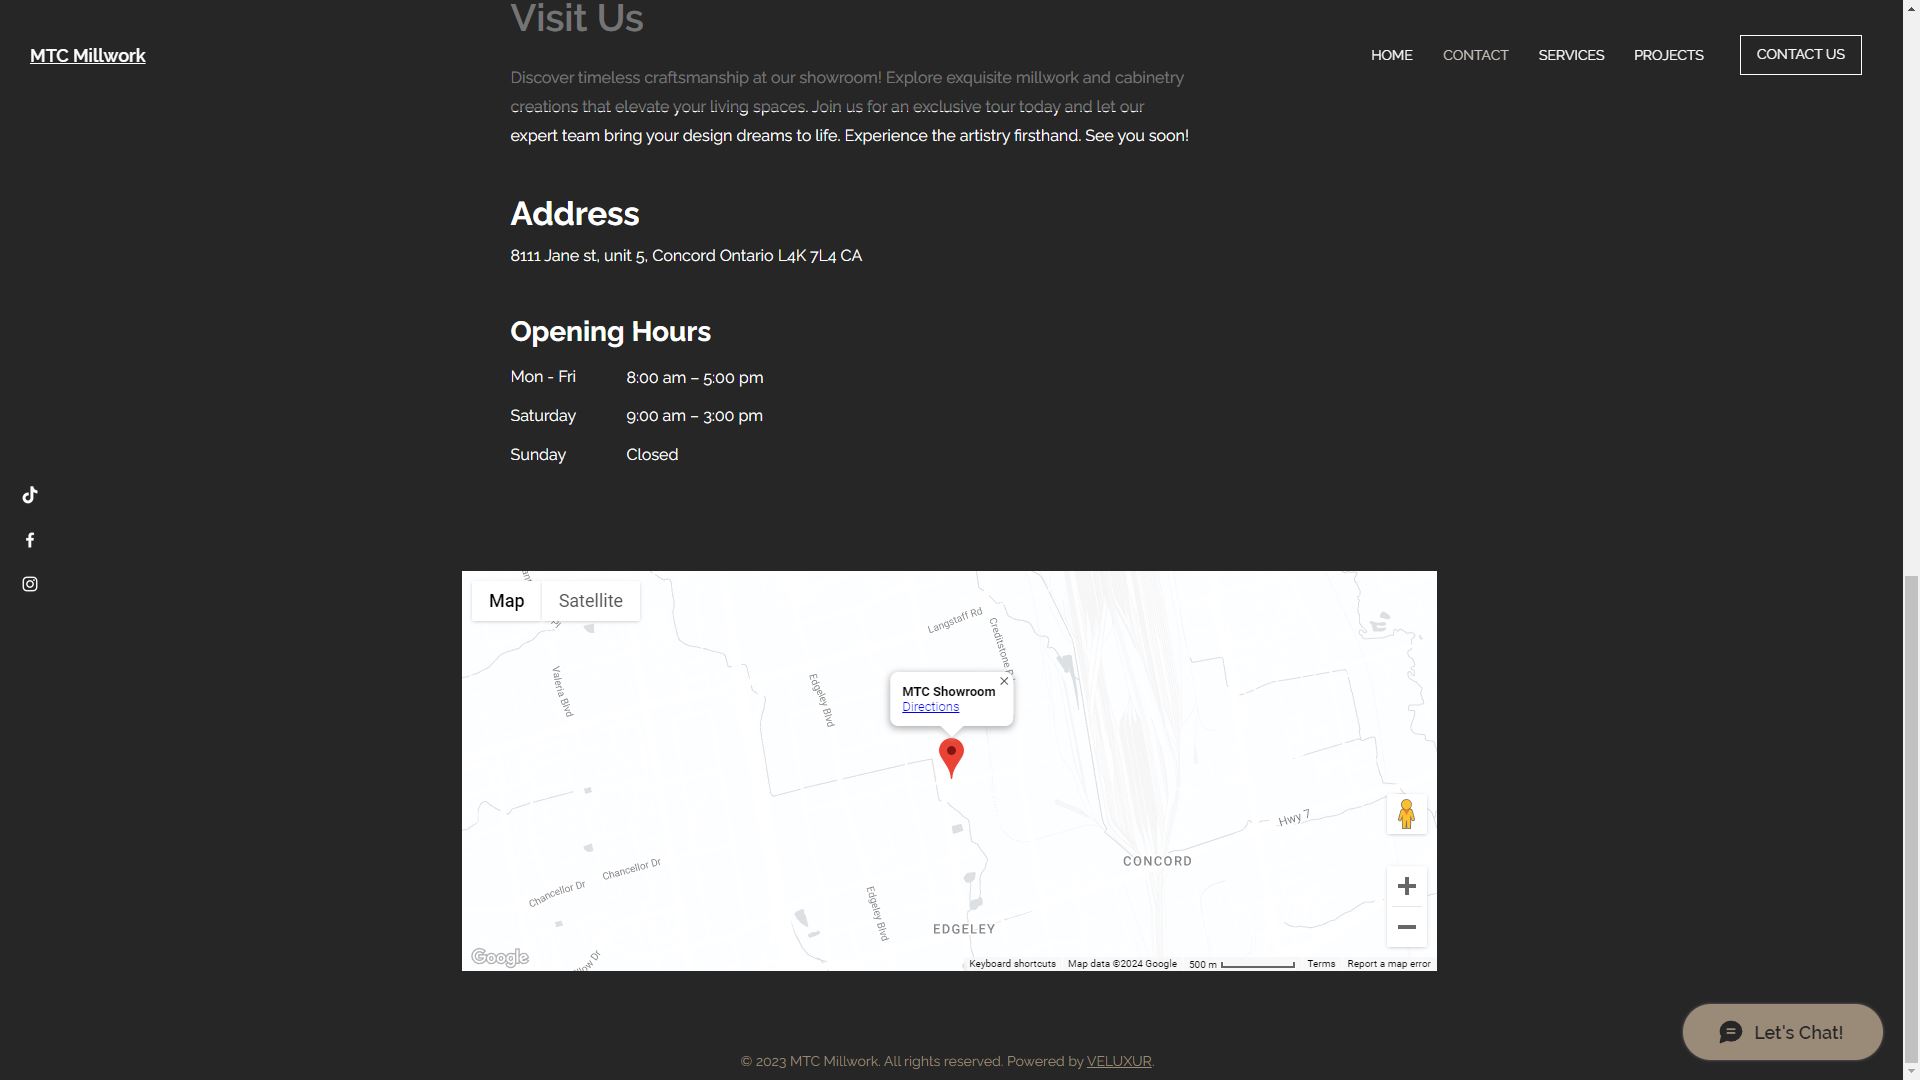 Visit Us
MTC Millwork
HOME
CONTACT
SERVICES
PROJECTS
CONTACT US
Discover timeless craftsmanship at our showroom! Explore exquisite millwork and cabinetry
creations that elevate your living spaces. Join us for an exclusive tour today and let our
expert team bring your design dreams to life. Experience the artistry firsthand. See you soon!
Address
8111 Jane st, unit 5, Concord Ontario L4K 7L4 CA
Opening Hours
Mon - Fri 8:00 am – 5:00 pm
Saturday 9:00 am – 3:00 pm
Sunday Closed
Map
Satellite
Langstaff Rd
Creditstone
Valeria Blvd
Edgeley Blvd
MTC Showroom
Directions
Hwy 7
CONCORD
Chancellor Dr
Chancellor Dr
Edgeley Blvd
EDGELEY
Google
Keyboard shortcuts
Map data ©2024 Google
500 m
Terms
Report a map error
Let's Chat!
© 2023 MTC Millwork. All rights reserved. Powered by VELUXUR.